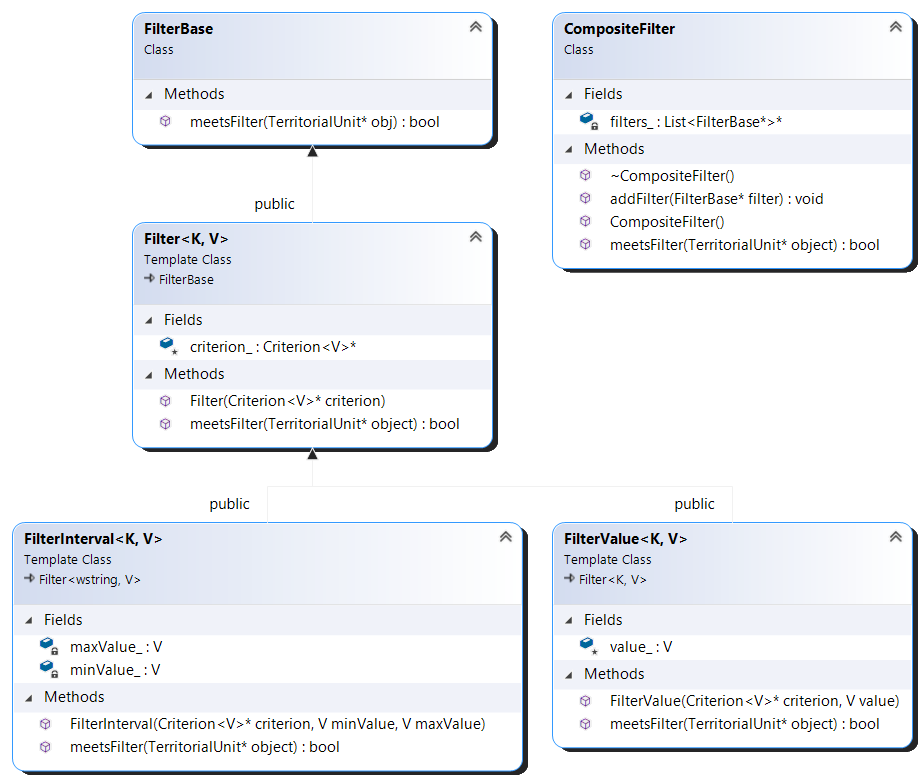 FilterBase
Class
Methods
meetsFilter(TerritorialUnit* obj) : bool
CompositeFilter
Class
Fields
filters_ : List<FilterBase*>*
Methods
~CompositeFilter()
addFilter(FilterBase* filter) : void
CompositeFilter()
meetsFilter(TerritorialUnit* object) : bool
public
Filter<K, V>
Template Class
FilterBase
Fields
criterion_ : Criterion<V>*
Methods
Filter(Criterion<V>* criterion)
meetsFilter(TerritorialUnit* object) : bool
public
public
FilterInterval<K, V>
Template Class
Filter<wstring, V>
Fields
maxValue_ : V
minValue_ : V
Methods
FilterInterval(Criterion<V>* criterion, V minValue, V maxValue)
meetsFilter(TerritorialUnit* object) : bool
FilterValue<K, V>
Template Class
Filter<K, V>
Fields
value_ : V
Methods
FilterValue(Criterion<V>* criterion, V value)
meetsFilter(TerritorialUnit* object) : bool